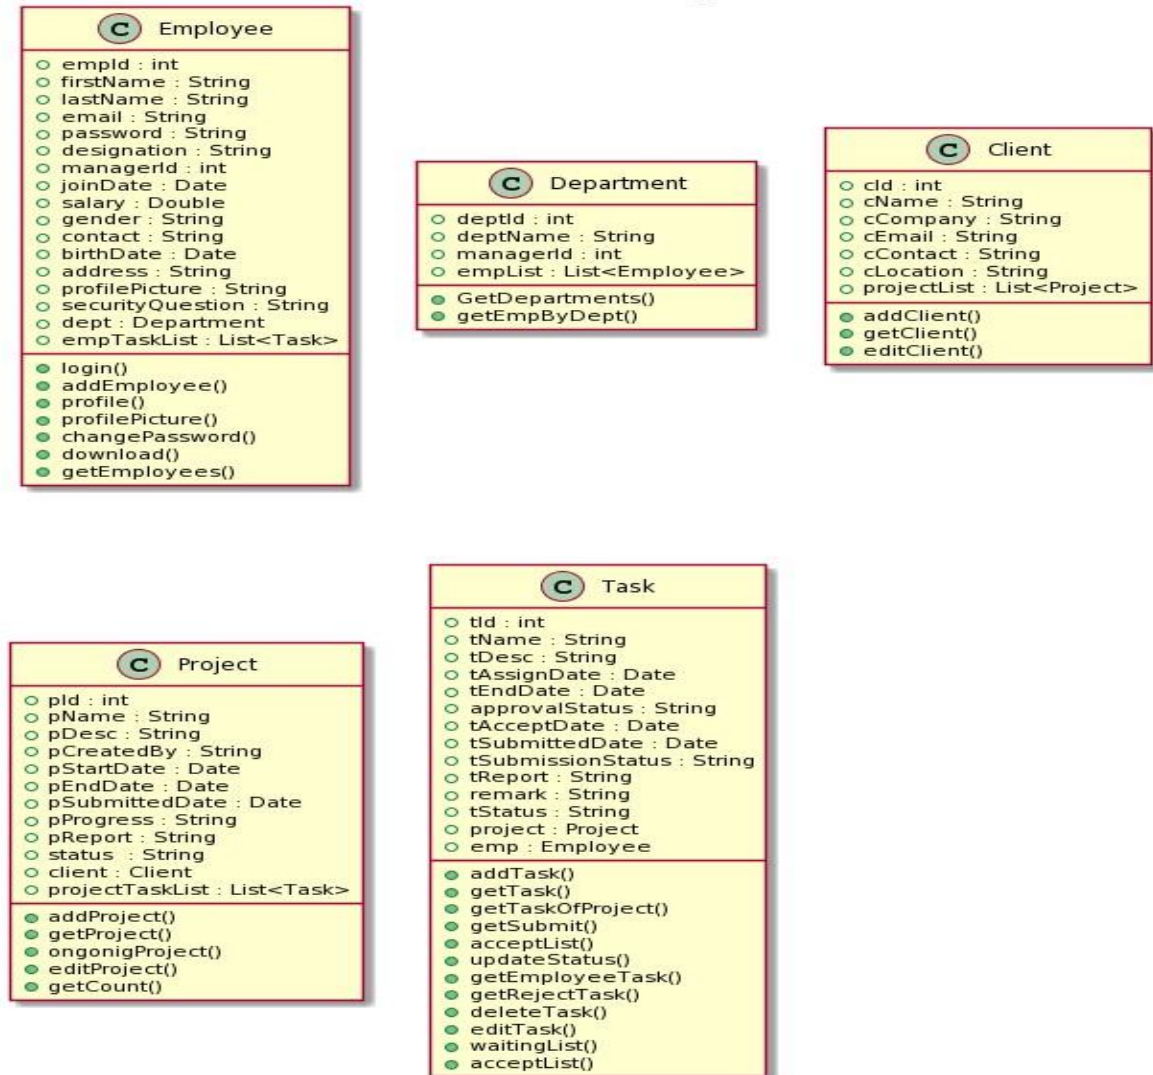 C Employee
empId : int
firstName : String
lastName : String
email : String
password : String
designation : String
managerId : int
joinDate : Date
salary : Double
gender : String
contact : String
birthDate : Date
address : String
profilePicture : String
securityQuestion : String
dept : Department
empTaskList : List<Task>
login()
addEmployee()
profile()
profilePicture()
changePassword()
download()
getEmployees()
C Department
deptId : int
deptName : String
managerId : int
empList : List<Employee>
GetDepartments()
getEmpByDept()
C Client
cId : int
cName : String
cCompany : String
cEmail : String
cContact : String
cLocation : String
projectList : List<Project>
addClient()
getClient()
editClient()
C Project
pId : int
pName : String
pDesc : String
pCreatedBy : String
pStartDate : Date
pEndDate : Date
pSubmittedDate : Date
pProgress : String
pReport : String
status : String
client : Client
projectTaskList : List<Task>
addProject()
getProject()
ongonigProject()
editProject()
getCount()
C Task
tId : int
tName : String
tDesc : String
tAssignDate : Date
tEndDate : Date
approvalStatus : String
tAcceptDate : Date
tSubmittedDate : Date
tSubmissionStatus : String
tReport : String
remark : String
tStatus : String
project : Project
emp : Employee
addTask()
getTask()
getTaskOfProject()
getSubmit()
acceptList()
updateStatus()
getEmployeeTask()
getRejectTask()
deleteTask()
editTask()
waitingList()
acceptList()